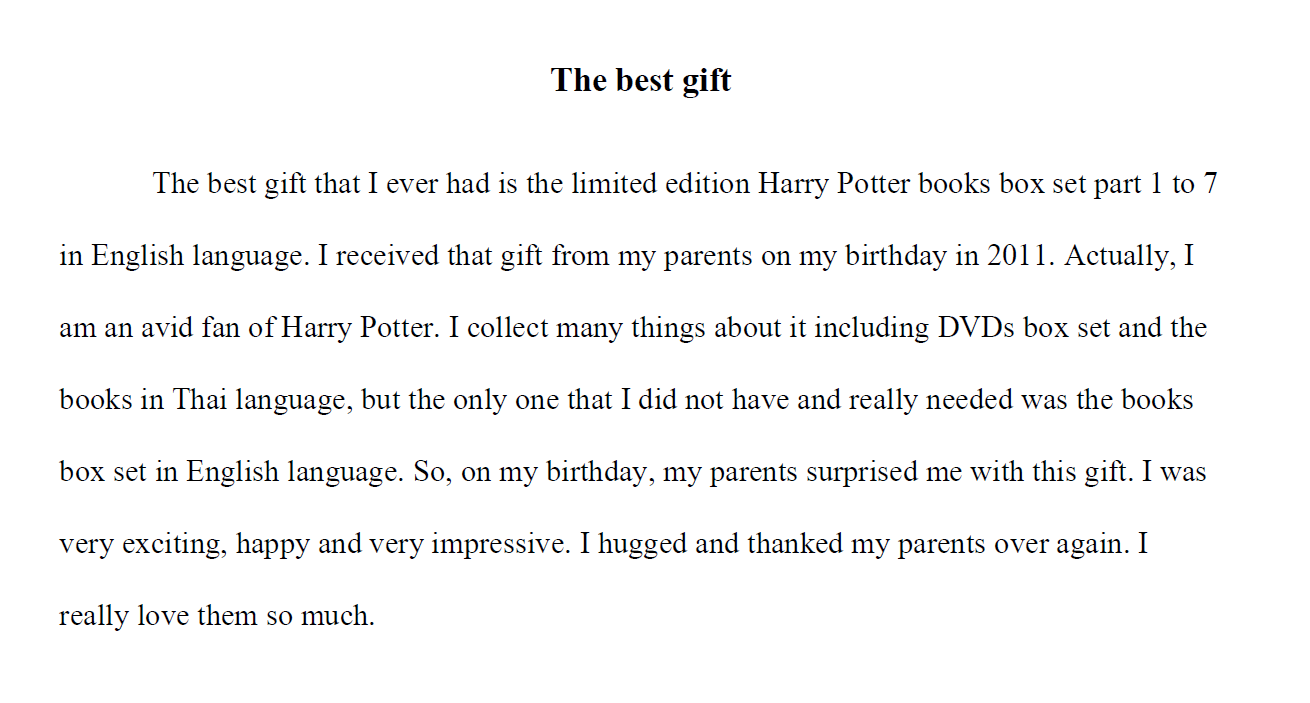 The best gift
The best gift that I ever had is the limited edition Harry Potter books box set part 1 to 7
in English language. I received that gift from my parents on my birthday in 2011. Actually, I
am an avid fan of Harry Potter. I collect many things about it including DVDs box set and the
books in Thai language, but the only one that I did not have and really needed was the books
box set in English language. So, on my birthday, my parents surprised me with this gift. I was
very exciting, happy and very impressive. I hugged and thanked my parents over again. I
really love them so much.